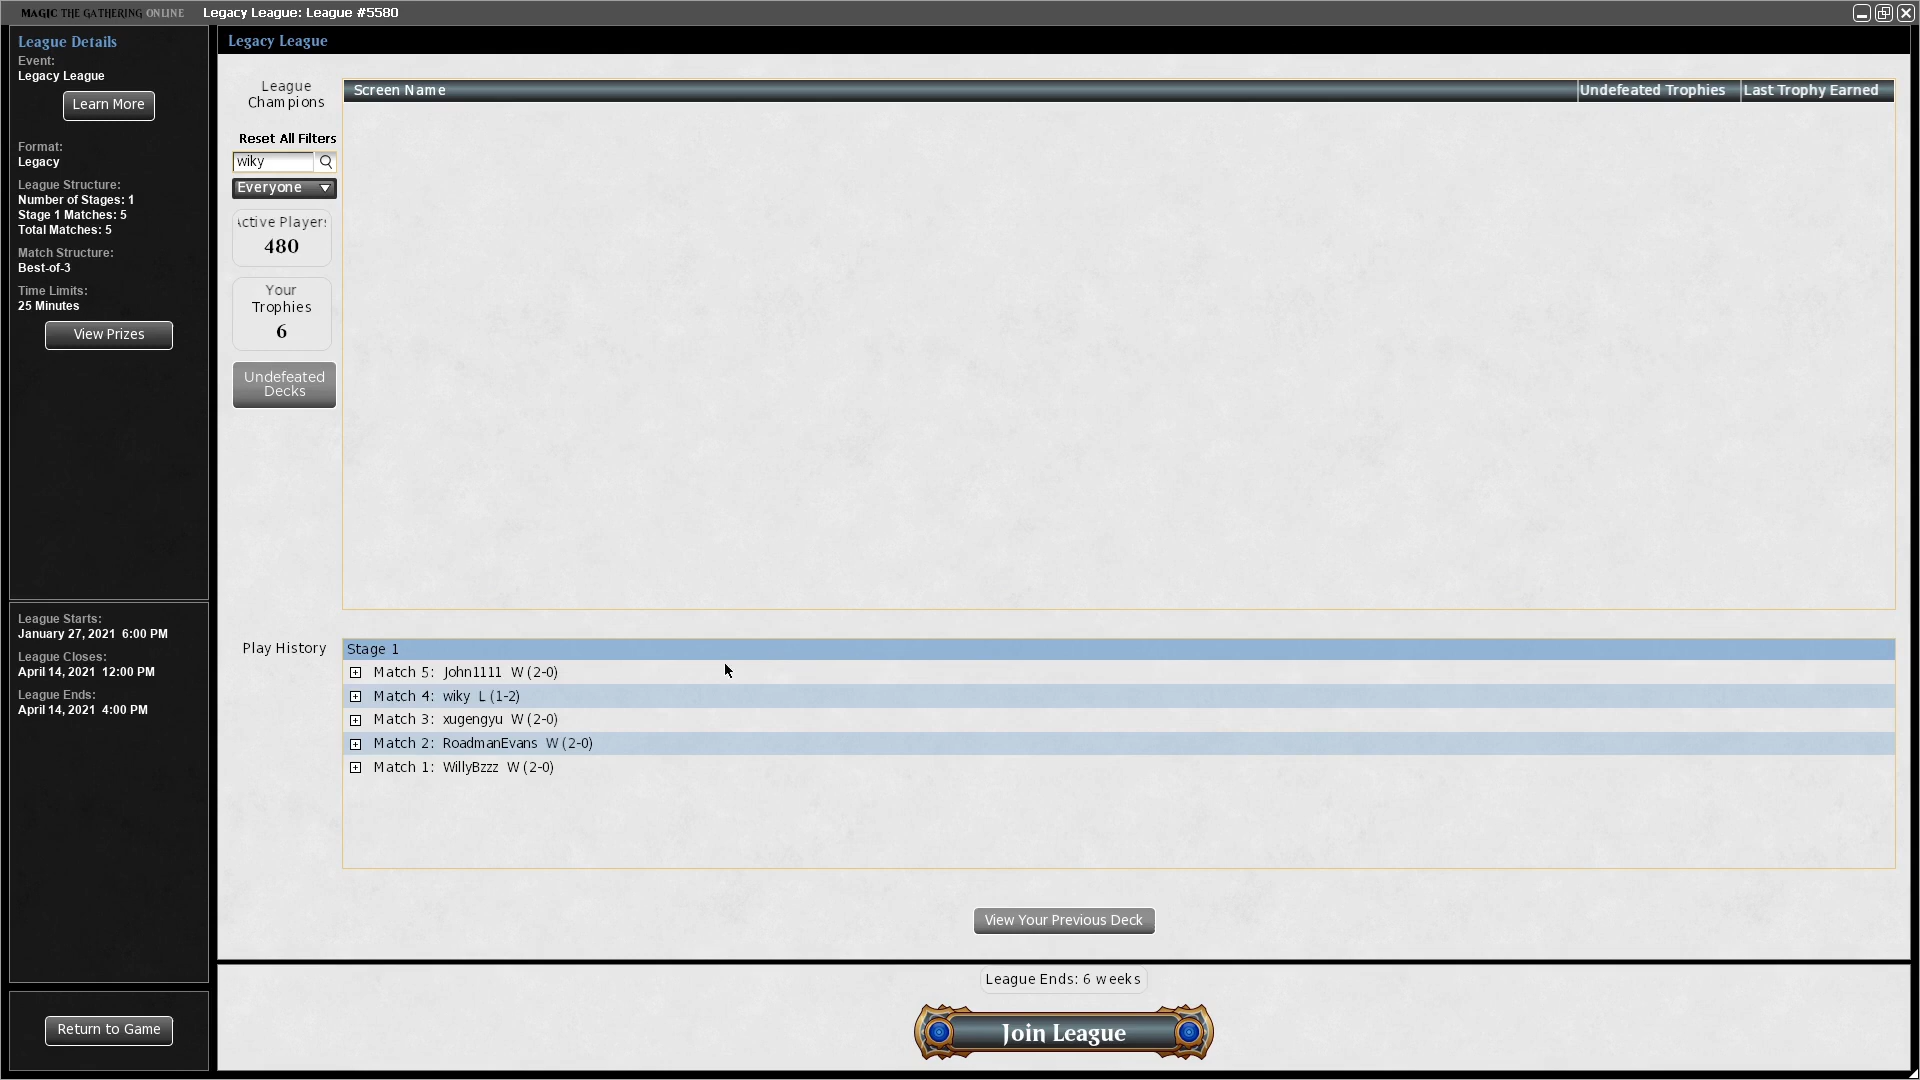 MAGIC THE GATHERING ONLINE
Legacy League: League #5580
League Details
Event:
Legacy League
Learn More
Format:
Legacy
League Structure:
Number of Stages: 1
Stage 1 Matches: 5
Total Matches: 5
Match Structure:
Best-of-3
Time Limits:
25 Minutes
View Prizes
League Starts:
January 27, 2021 6:00 PM
League Closes:
April 14, 2021 12:00 PM
League Ends:
April 14, 2021 4:00 PM
Return to Game
Legacy League
League
Champions
Reset All Filters
wiky
Everyone
Active Players
480
Your
Trophies
6
Undefeated
Decks
Screen Name Undefeated Trophies Last Trophy Earned
Play History
Stage 1
Match 5: John1111 W (2-0)
Match 4: wiky L (1-2)
Match 3: xugengyu W (2-0)
Match 2: RoadmanEvans W (2-0)
Match 1: WillyBzzz W (2-0)
View Your Previous Deck
League Ends: 6 weeks
Join League